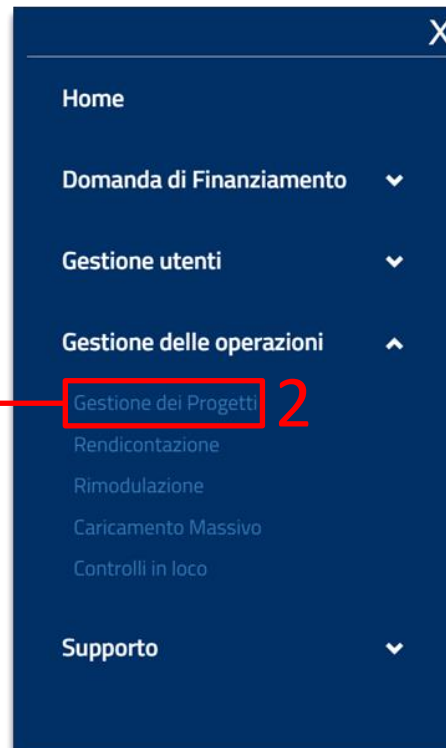 X
Home
Domanda di Finanziamento
Gestione utenti
Gestione delle operazioni
Gestione dei Progetti 2
Rendicontazione
Rimodulazione
Caricamento Massivo
Controlli in loco
Supporto